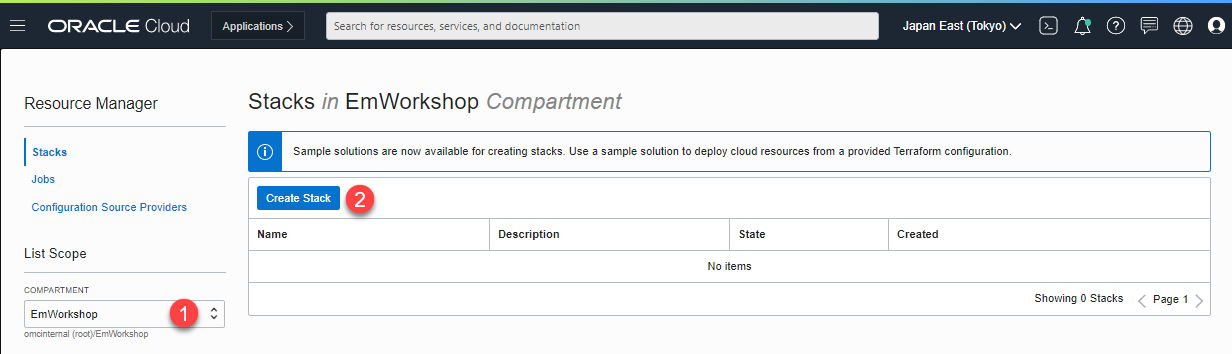 ORACLE Cloud
Applications
Search for resources, services, and documentation
Japan East (Tokyo)
Resource Manager
Stacks
Jobs
Configuration Source Providers
List Scope
COMPARTMENT
EmWorkshop
1
omcinternal (root)/EmWorkshop
Stacks in EmWorkshop Compartment
Sample solutions are now available for creating stacks. Use a sample solution to deploy cloud resources from a provided Terraform configuration.
Create Stack
2
Name Description State Created
No items
Showing 0 Stacks Page 1